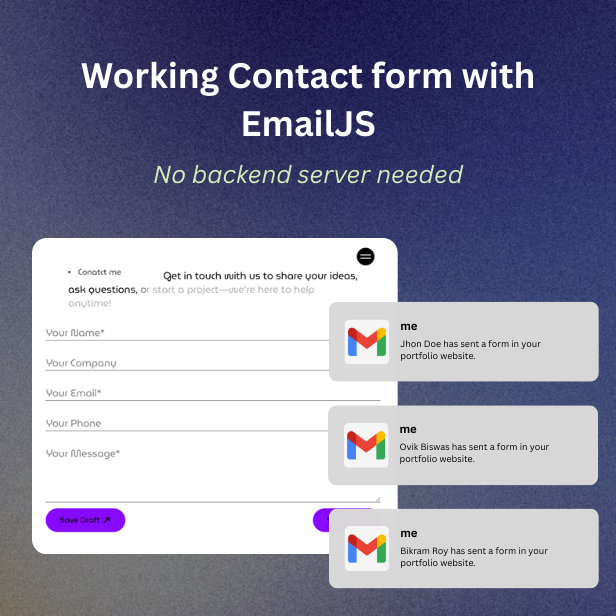 Working Contact form with
EmailJS
No backend server needed
• Conatct me
Get in touch with us to share your ideas,
ask questions, or start a project—we're here to help
anytime!
Your Name*
Your Company
Your Email*
Your Phone
Your Message*
Save Draft
me
Jhon Doe has sent a form in your
portfolio website.
me
Ovik Biswas has sent a form in your
portfolio website.
me
Bikram Roy has sent a form in your
portfolio website.